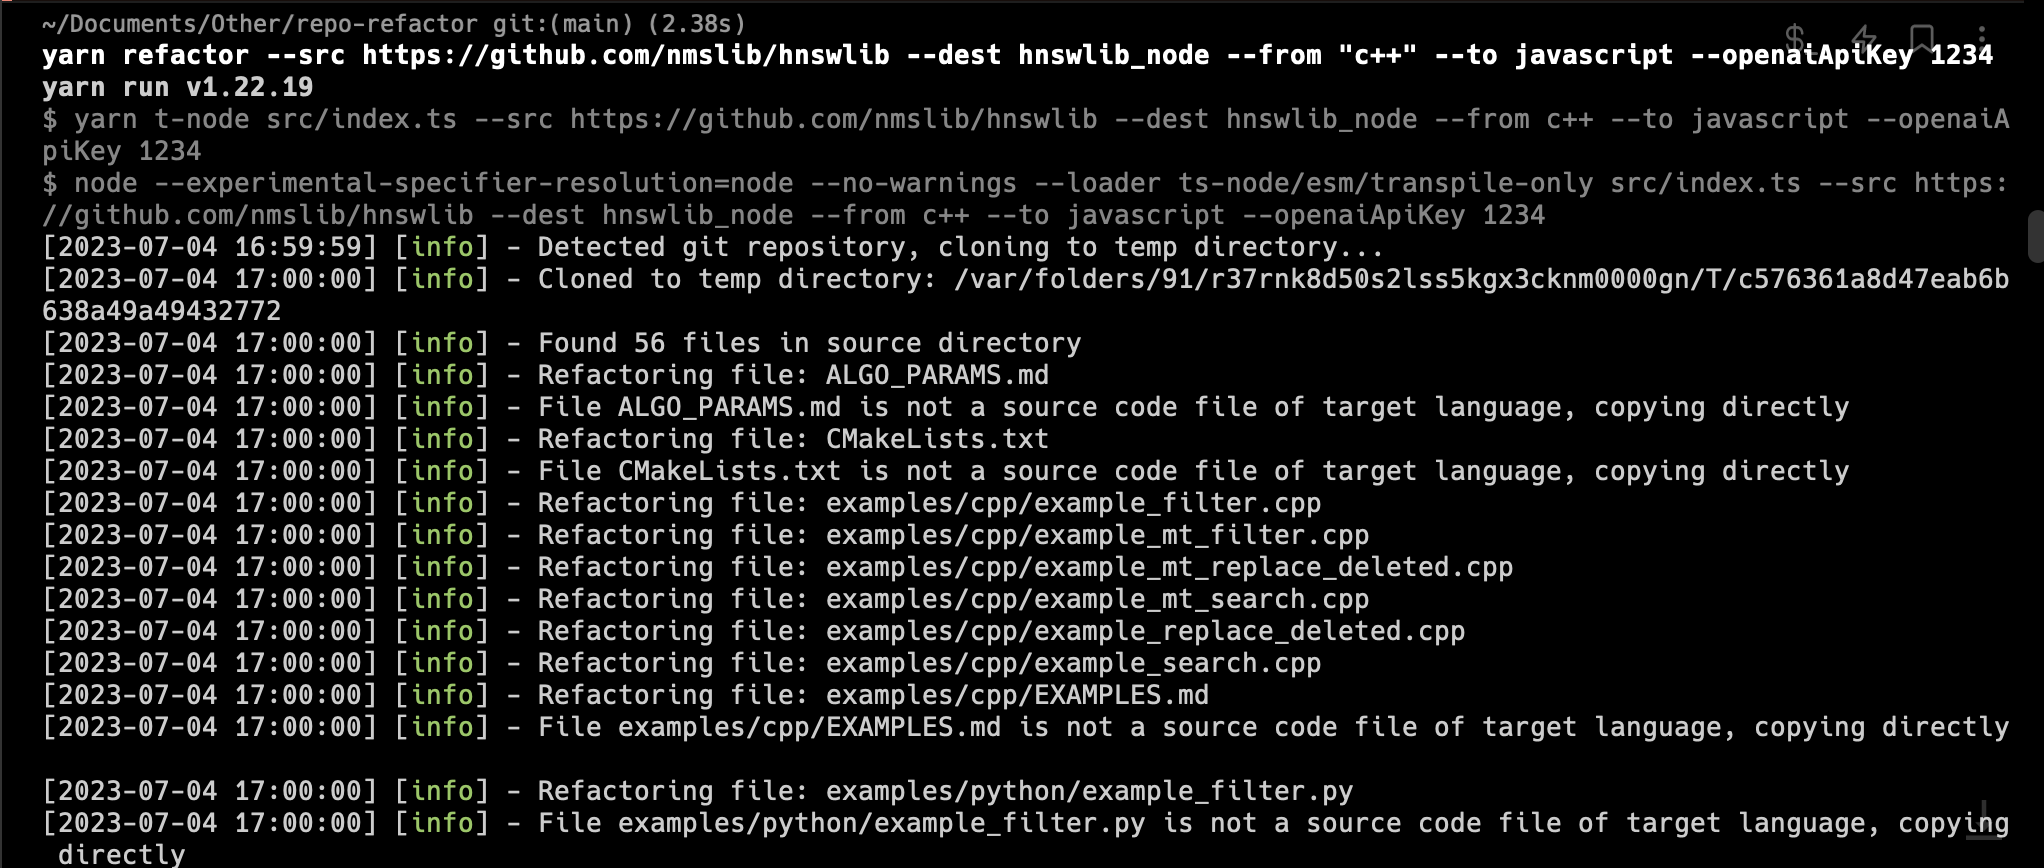 ~/Documents/Other/repo-refactor git:(main) (2.38s)
yarn refactor --src https://github.com/nmslib/hnswlib --dest hnswlib_node --from "c++" --to javascript --openaiApiKey 1234
yarn run v1.22.19
$ yarn t-node src/index.ts --src https://github.com/nmslib/hnswlib --dest hnswlib_node --from c++ --to javascript --openaiA
piKey 1234
$ node --experimental-specifier-resolution=node --no-warnings --loader ts-node/esm/transpile-only src/index.ts --src https:
//github.com/nmslib/hnswlib --dest hnswlib_node --from c++ --to javascript --openaiApiKey 1234
[2023-07-04 16:59:59] [info] - Detected git repository, cloning to temp directory...
[2023-07-04 17:00:00] [info] - Cloned to temp directory: /var/folders/91/r37rnk8d50s2lss5kgx3cknm0000gn/T/c576361a8d47eab6b
638a49a49432772
[2023-07-04 17:00:00] [info] - Found 56 files in source directory
[2023-07-04 17:00:00] [info] - Refactoring file: ALGO_PARAMS.md
[2023-07-04 17:00:00] [info] - File ALGO_PARAMS.md is not a source code file of target language, copying directly
[2023-07-04 17:00:00] [info] - Refactoring file: CMakeLists.txt
[2023-07-04 17:00:00] [info] - File CMakeLists.txt is not a source code file of target language, copying directly
[2023-07-04 17:00:00] [info] - Refactoring file: examples/cpp/example_filter.cpp
[2023-07-04 17:00:00] [info] - Refactoring file: examples/cpp/example_mt_filter.cpp
[2023-07-04 17:00:00] [info] - Refactoring file: examples/cpp/example_mt_replace_deleted.cpp
[2023-07-04 17:00:00] [info] - Refactoring file: examples/cpp/example_mt_search.cpp
[2023-07-04 17:00:00] [info] - Refactoring file: examples/cpp/example_replace_deleted.cpp
[2023-07-04 17:00:00] [info] - Refactoring file: examples/cpp/example_search.cpp
[2023-07-04 17:00:00] [info] - Refactoring file: examples/cpp/EXAMPLES.md
[2023-07-04 17:00:00] [info] - File examples/cpp/EXAMPLES.md is not a source code file of target language, copying directly
[2023-07-04 17:00:00] [info] - Refactoring file: examples/python/example_filter.py
[2023-07-04 17:00:00] [info] - File examples/python/example_filter.py is not a source code file of target language, copying
directly